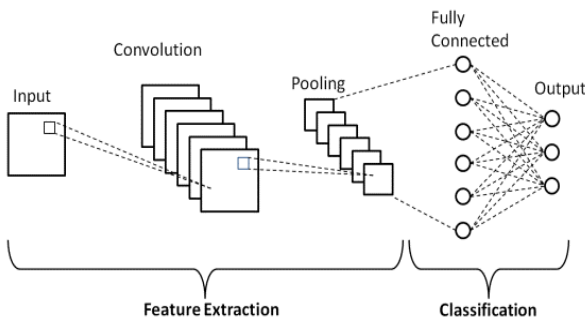 Input
Convolution
Pooling
Fully
Connected
Output
Feature Extraction
Classification